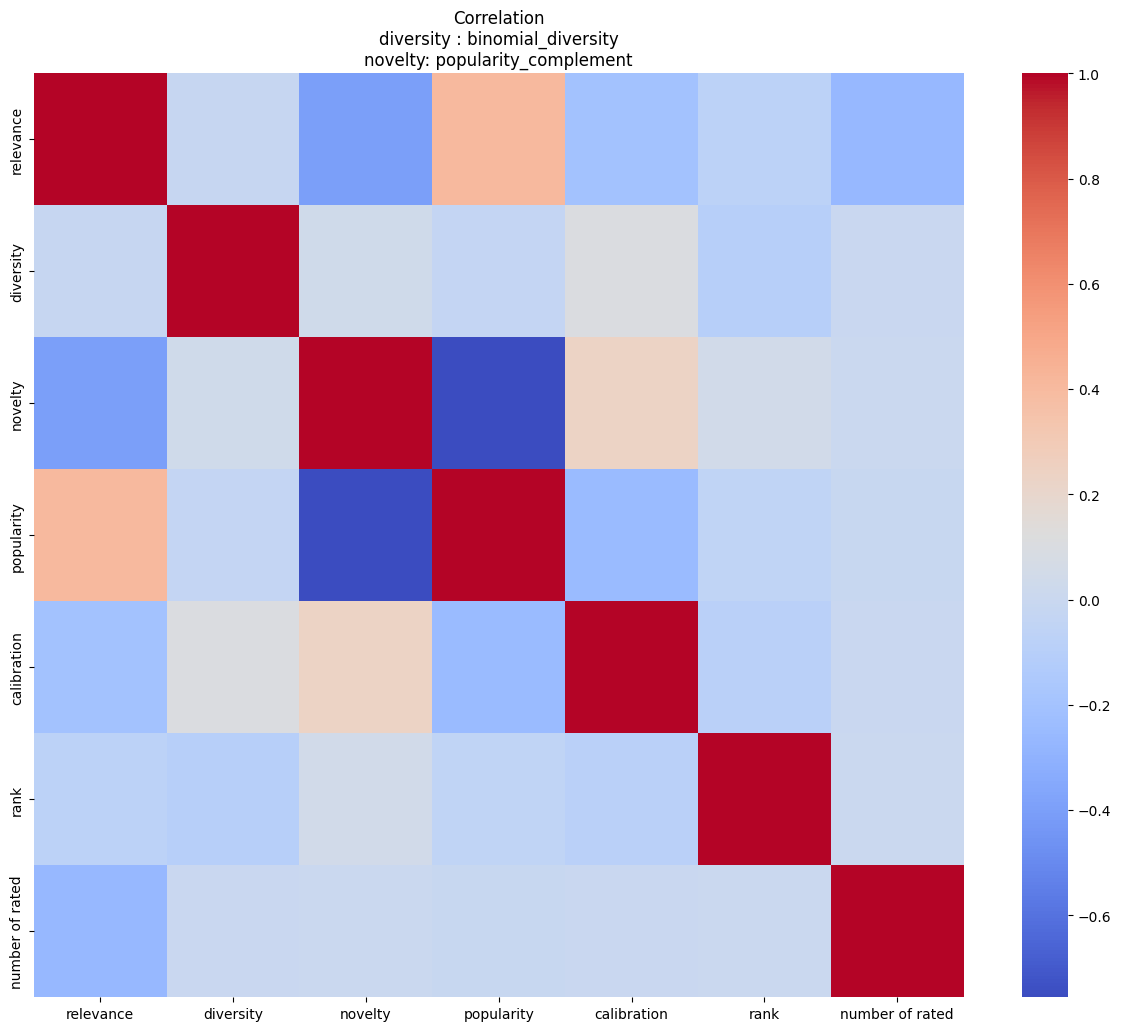 Correlation
diversity : binomial_diversity
novelty: popularity_complement
relevance
diversity
novelty
popularity
calibration
rank
number of rated
relevance diversity novelty popularity calibration rank number of rated
1.0
0.8
0.6
0.4
0.2
0.0
−0.2
−0.4
−0.6